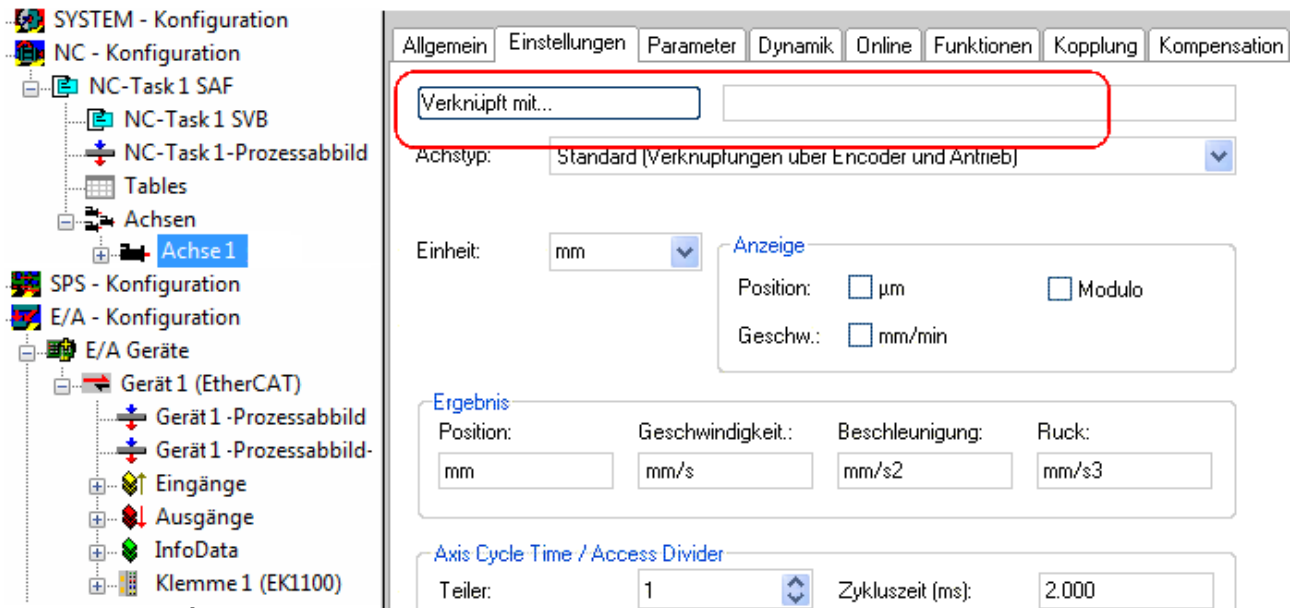 SYSTEM - Konfiguration
NC - Konfiguration
NC-Task 1 SAF
NC-Task 1 SVB
NC-Task 1-Prozessabbild
Tables
Achsen
Achse 1
SPS - Konfiguration
E/A - Konfiguration
E/A Geräte
Gerät 1 (EtherCAT)
Gerät 1 -Prozessabbild
Gerät 1 -Prozessabbild-
Eingänge
Ausgänge
InfoData
Klemme 1 (EK1100)
Allgemein Einstellungen Parameter Dynamik Online Funktionen Kopplung Kompensation
Verknüpft mit...
Achstyp: Standard (Verknüpfungen über Encoder und Antrieb)
Einheit: mm
Anzeige
Position: µm Modulo
Geschw.: mm/min
Ergebnis
Position: Geschwindigkeit.: Beschleunigung: Ruck:
mm mm/s mm/s2 mm/s3
Axis Cycle Time / Access Divider
Teiler: 1 Zykluszeit (ms): 2.000